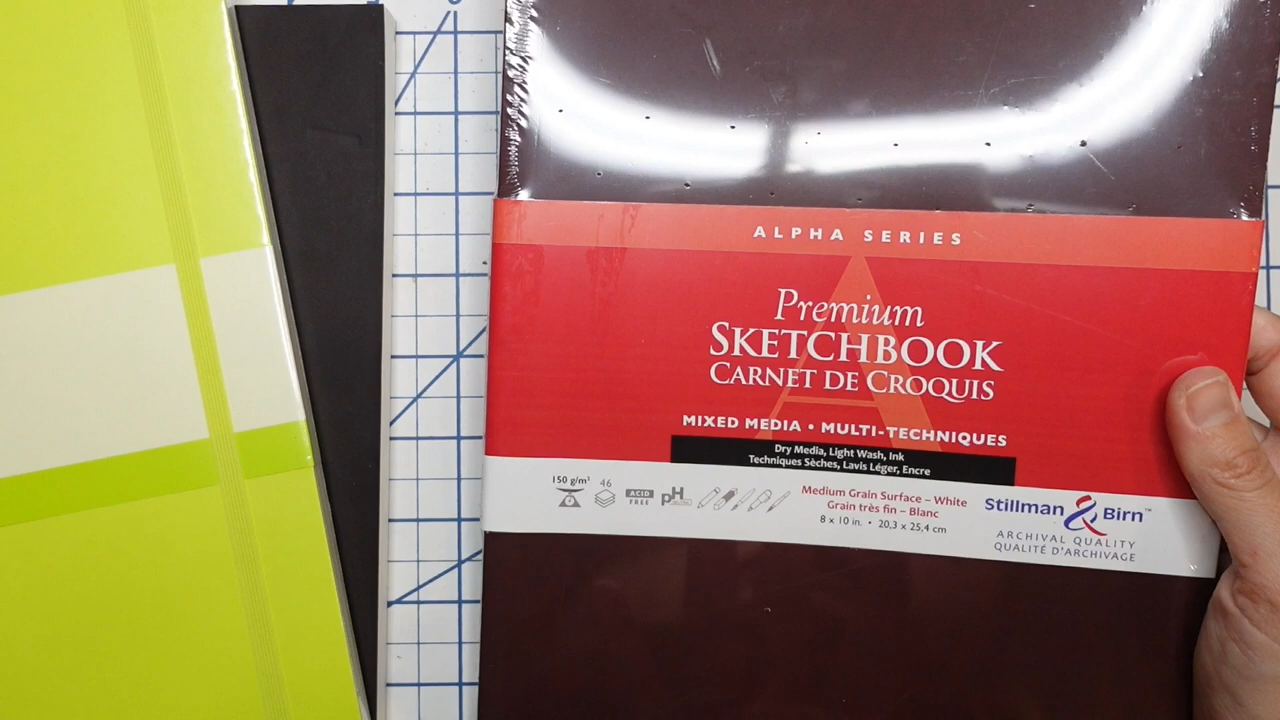 ALPHA SERIES
Premium
SKETCHBOOK
CARNET DE CROQUIS
MIXED MEDIA • MULTI-TECHNIQUES
Dry Media, Light Wash, Ink
Techniques Sèches, Lavis Léger, Encre
150 g/m²
46
ACID
FREE
pH
Medium Grain Surface – White
Grain très fin – Blanc
8 x 10 in. • 20,3 x 25,4 cm
Stillman & Birn™
ARCHIVAL QUALITY
QUALITÉ D'ARCHIVAGE